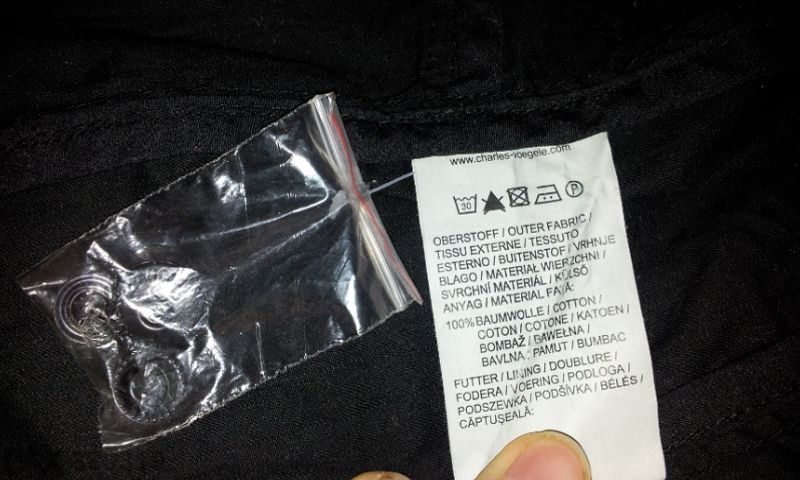 www.charles-voegele.com
30 P
OBERSTOFF / OUTER FABRIC /
TISSU EXTERNE / TESSUTO
ESTERNO / BUITENSTOF / VRHNJE
BLAGO / MATERIAŁ WIERZCHNI /
SVRCHNÍ MATERIÁL / KÜLSŐ
ANYAG / MATERIAL FAȚĂ:
100% BAUMWOLLE / COTTON /
COTON / COTONE / KATOEN /
BOMBAŽ / BAWEŁNA /
BAVLNA / PAMUT / BUMBAC
FUTTER / LINING / DOUBLURE /
FODERA / VOERING / PODLOGA /
PODSZEWKA / PODŠÍVKA / BÉLÉS /
CĂPTUȘEALĂ: